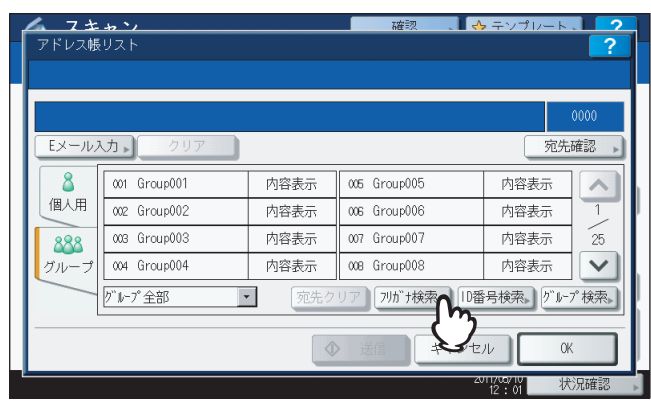 スキャン 確認 テンプレート ?
アドレス帳リスト ?
0000
Eメール入力 クリア 宛先確認
個人用
グループ
001 Group001 内容表示 005 Group005 内容表示
002 Group002 内容表示 006 Group006 内容表示
003 Group003 内容表示 007 Group007 内容表示
004 Group004 内容表示 008 Group008 内容表示
1
25
グループ全部 宛先クリア フリガナ検索 ID番号検索 グループ検索
送信 キャンセル OK
2011/05/10
12:01
状況確認